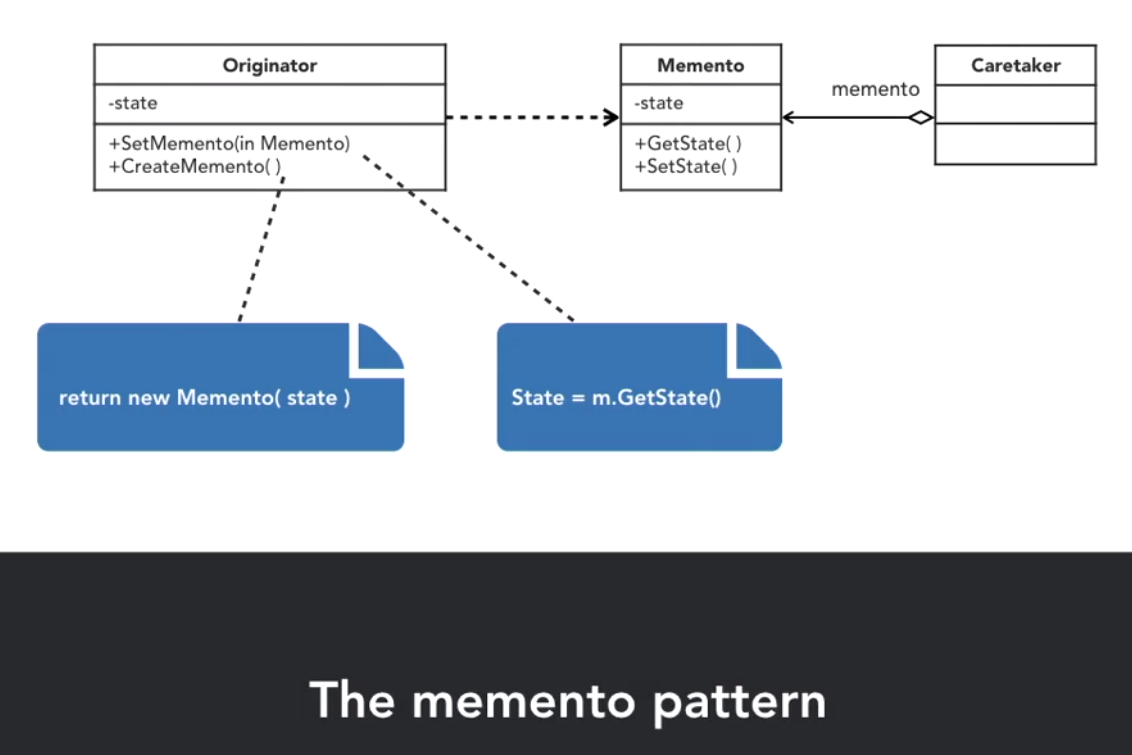 Originator
-state
+SetMemento(in Memento)
+CreateMemento( )
Memento
-state
+GetState( )
+SetState( )
memento
Caretaker
return new Memento( state )
State = m.GetState()
The memento pattern